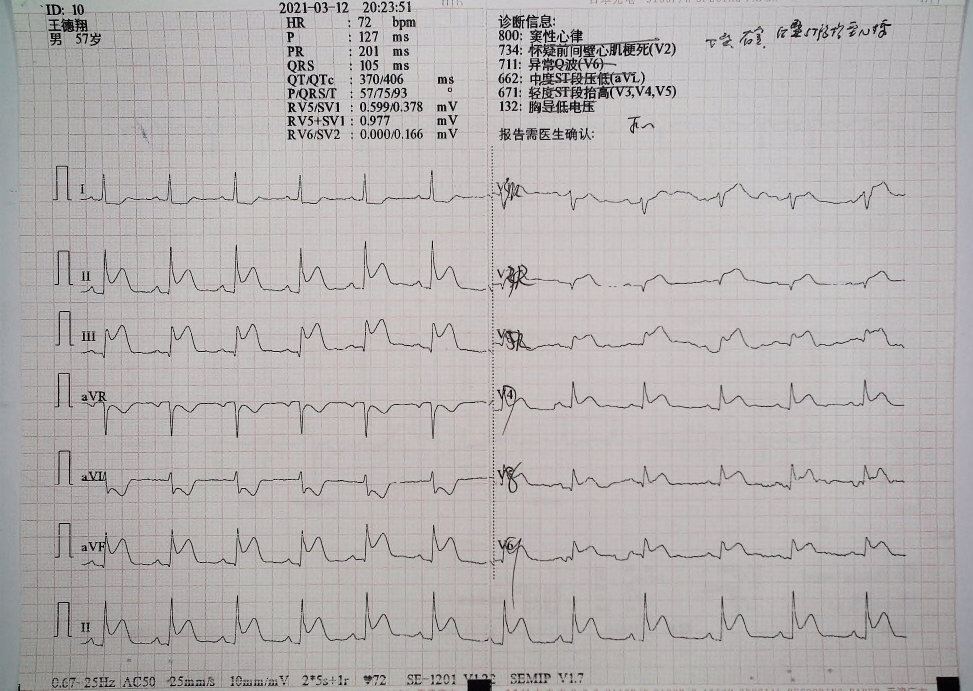 ID: 10
2021-03-12 20:23:51
王德翔
男 57岁
HR : 72 bpm
P : 127 ms
PR : 201 ms
QRS : 105 ms
QT/QTc : 370/406 ms
P/QRS/T : 57/75/93 °
RV5/SV1 : 0.599/0.378 mV
RV5+SV1 : 0.977 mV
RV6/SV2 : 0.000/0.166 mV
诊断信息:
800: 窦性心律
734: 怀疑前间壁心肌梗死(V2)
711: 异常Q波(V6)
662: 中度ST段压低(aVL)
671: 轻度ST段抬高(V3,V4,V5)
132: 胸导低电压
报告需医生确认:
I
II
III
aVR
aVL
aVF
II
V4
V6
0.67~25Hz AC50 25mm/s 10mm/mV 2*5s+1r ♥72 SE-1201 V1.22 SEMIP V1.7